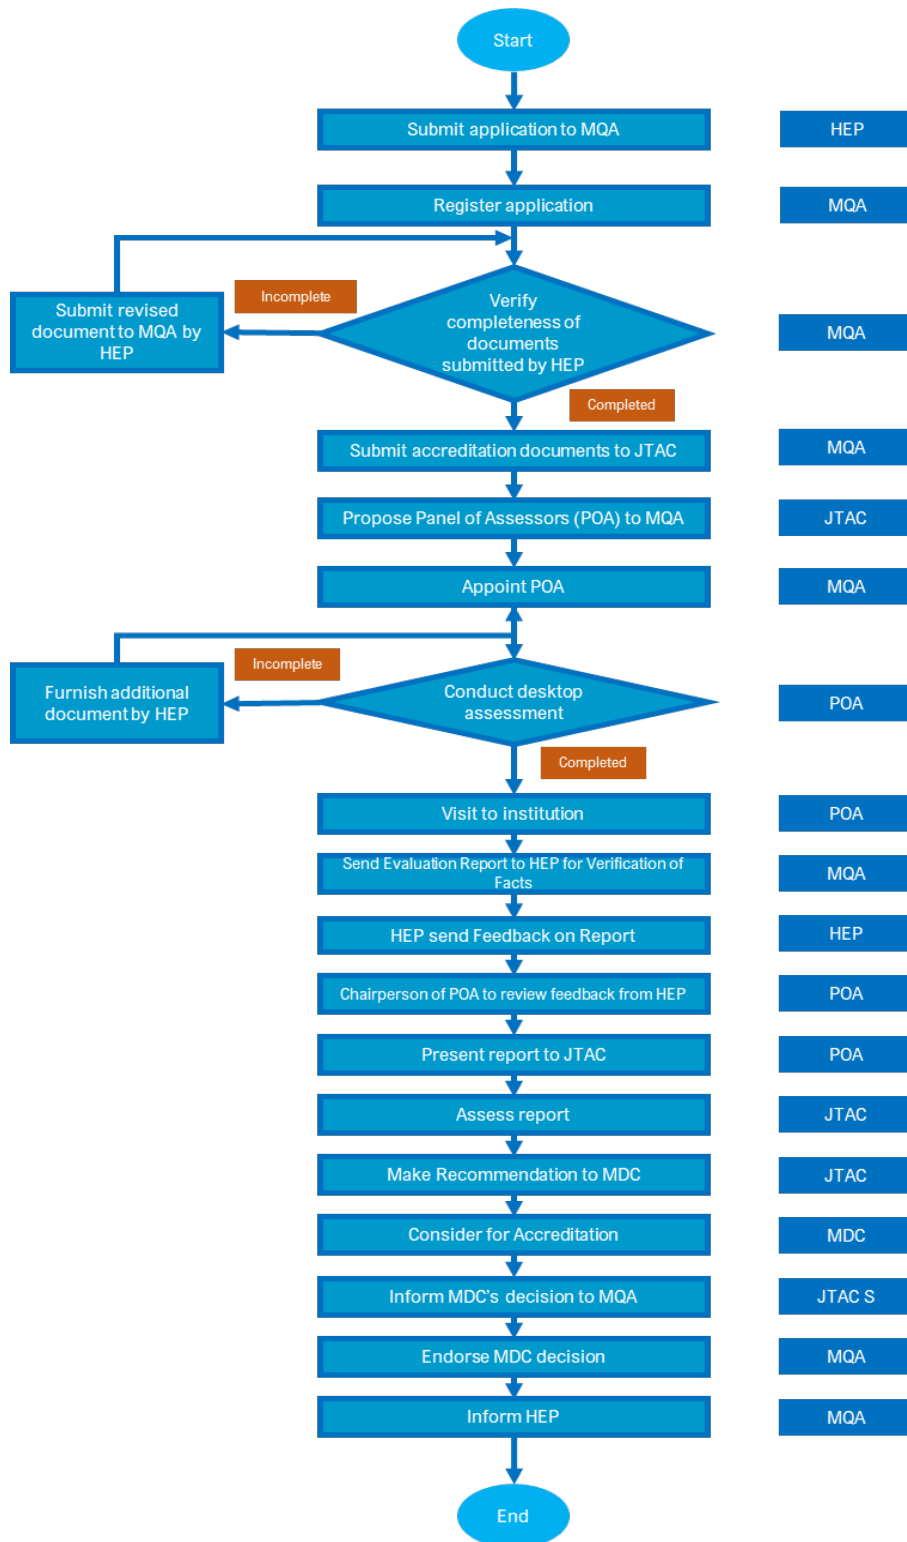 Start
Submit application to MQA
HEP
Register application
MQA
Incomplete
Submit revised
document to MQA by
HEP
Verify
completeness of
documents
submitted by HEP
MQA
Completed
Submit accreditation documents to JTAC
MQA
Propose Panel of Assessors (POA) to MQA
JTAC
Appoint POA
MQA
Incomplete
Furnish additional
document by HEP
Conduct desktop
assessment
POA
Completed
Visit to institution
POA
Send Evaluation Report to HEP for Verification of
Facts
MQA
HEP send Feedback on Report
HEP
Chairperson of POA to review feedback from HEP
POA
Present report to JTAC
POA
Assess report
JTAC
Make Recommendation to MDC
JTAC
Consider for Accreditation
MDC
Inform MDC's decision to MQA
JTAC S
Endorse MDC decision
MQA
Inform HEP
MQA
End